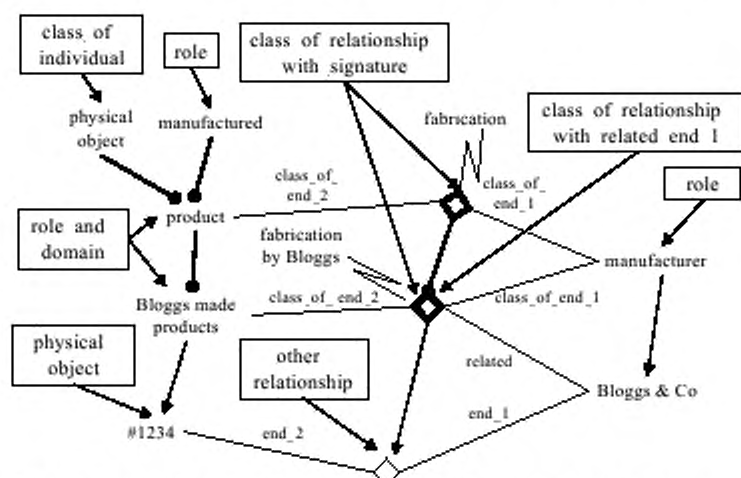 class of
individual
role
class of relationship
with signature
physical
object
manufactured
fabrication
class of relationship
with related end 1
class_of_
end_2
class_of_
end_1
role
role and
domain
product
fabrication
by Bloggs
manufacturer
Bloggs made
products
class_of_ end_2
class_of_end_1
physical
object
other
relationship
related
Bloggs & Co
#1234
end_2
end_1